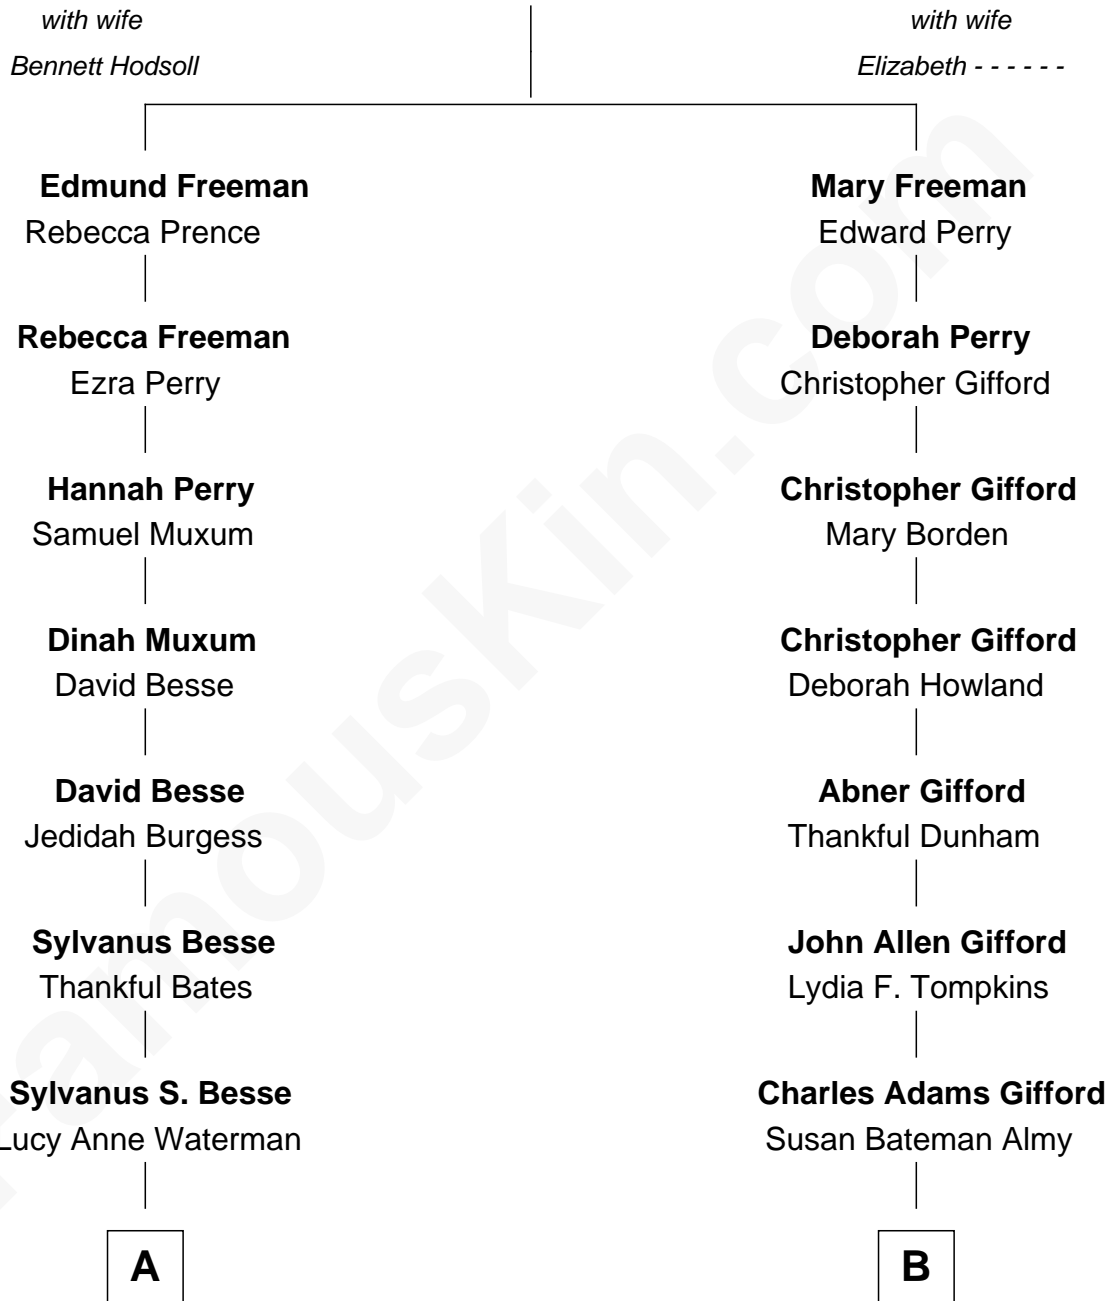 with wife
with wife
Bennett Hodsoll
Elizabeth - - - - - -
Edmund Freeman
Mary Freeman
Rebecca Prence
Edward Perry
Rebecca Freeman
Deborah Perry
Ezra Perry
Christopher Gifford
Hannah Perry
Christopher Gifford
Samuel Muxum
Mary Borden
Dinah Muxum
Christopher Gifford
David Besse
Deborah Howland
David Besse
Abner Gifford
Jedidah Burgess
Thankful Dunham
Sylvanus Besse
John Allen Gifford
Thankful Bates
Lydia F. Tompkins
Sylvanus S. Besse
Charles Adams Gifford
Lucy Anne Waterman
Susan Bateman Almy
A
B
FamousKin.com